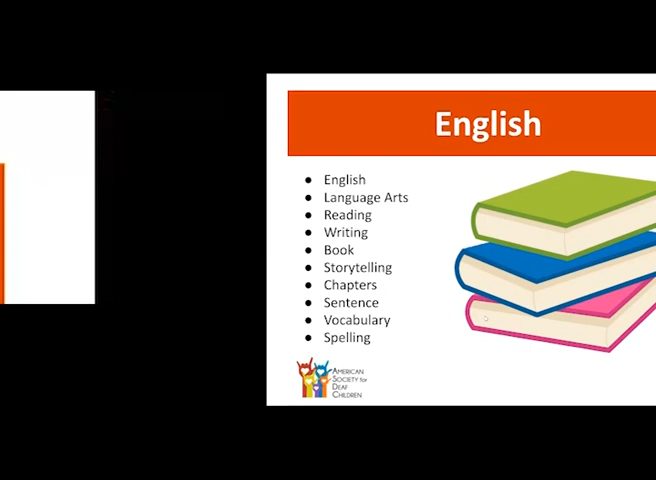 English
● English
● Language Arts
● Reading
● Writing
● Book
● Storytelling
● Chapters
● Sentence
● Vocabulary
● Spelling
AMERICAN
SOCIETY for
DEAF
CHILDREN